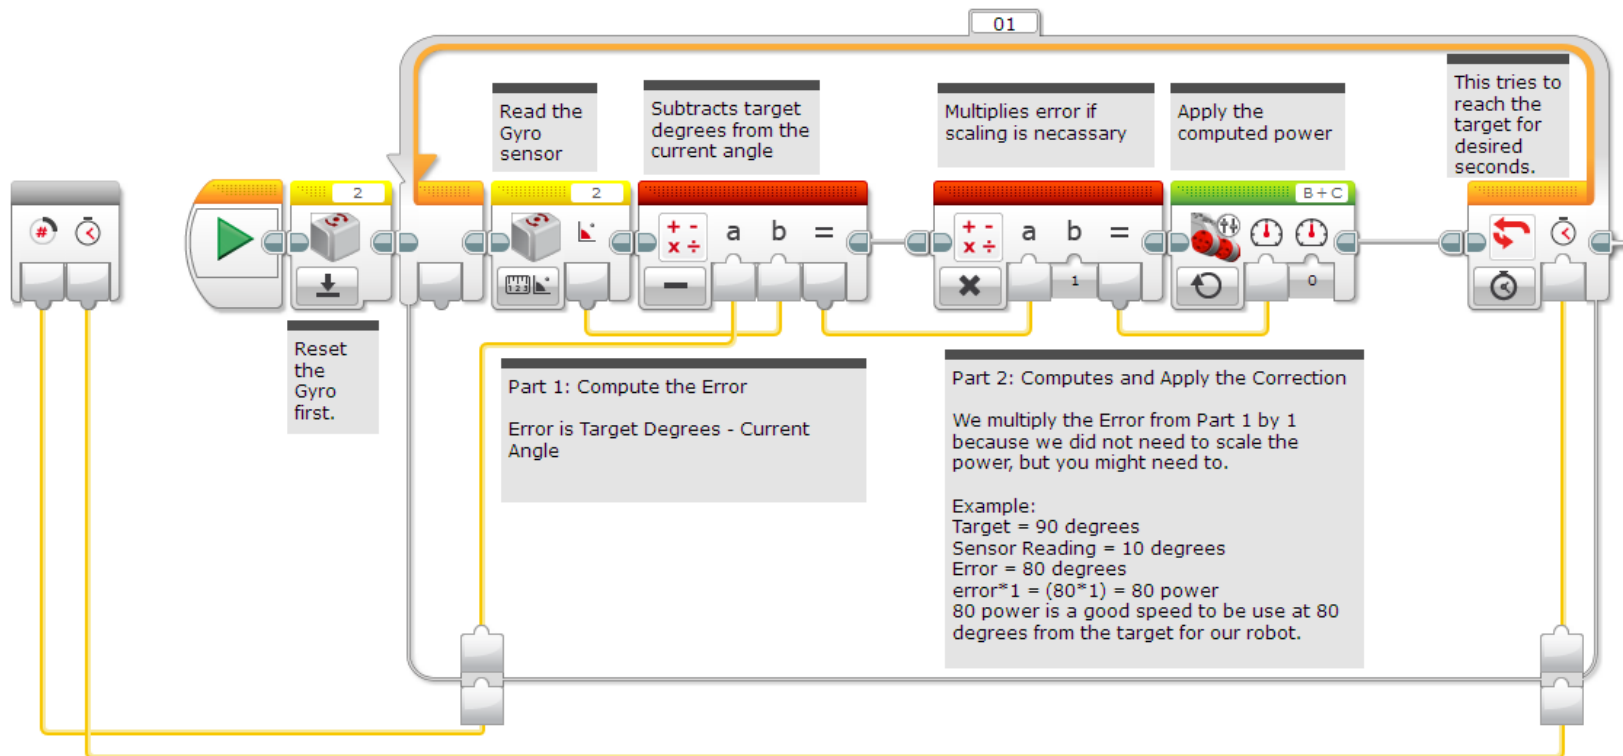 01
Read the
Gyro
sensor
Subtracts target
degrees from the
current angle
Multiplies error if
scaling is necassary
Apply the
computed power
This tries to
reach the
target for
desired
seconds.
#
2
2
+ -
x ÷
a b =
+ -
x ÷
a b =
1
B + C
0
1 2 3
Reset
the
Gyro
first.
Part 1: Compute the Error
Error is Target Degrees - Current
Angle
Part 2: Computes and Apply the Correction
We multiply the Error from Part 1 by 1
because we did not need to scale the
power, but you might need to.
Example:
Target = 90 degrees
Sensor Reading = 10 degrees
Error = 80 degrees
error*1 = (80*1) = 80 power
80 power is a good speed to be use at 80
degrees from the target for our robot.